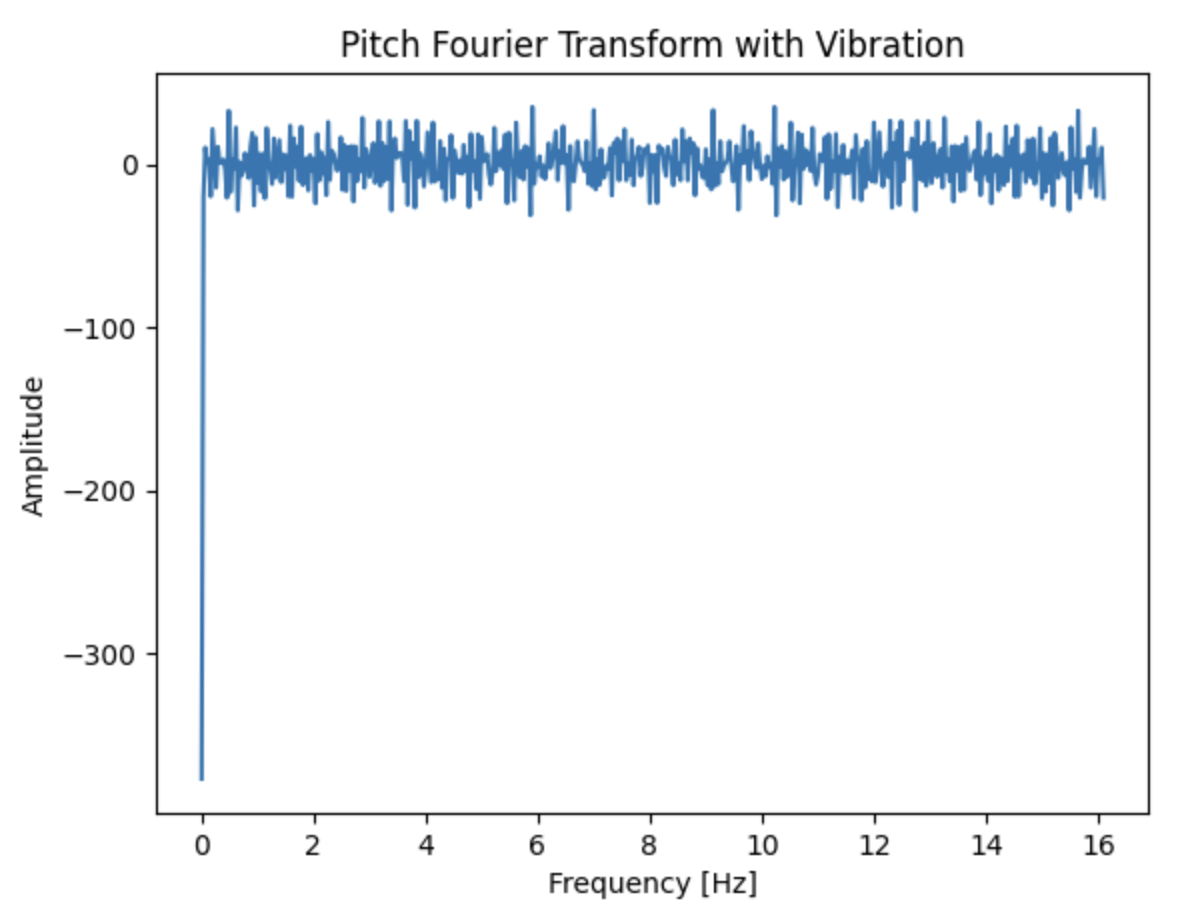 Pitch Fourier Transform with Vibration
0
−100
−200
−300
Amplitude
0 2 4 6 8 10 12 14 16
Frequency [Hz]